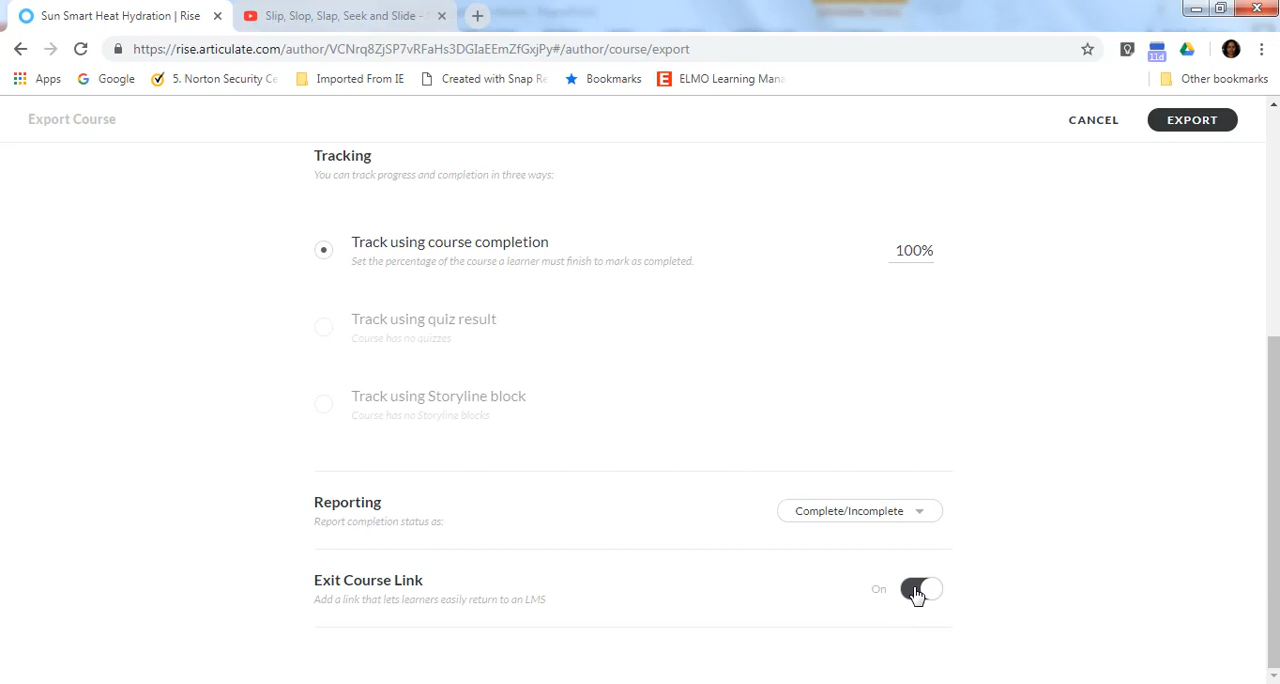 Sun Smart Heat Hydration | Rise
Slip, Slop, Slap, Seek and Slide -
https://rise.articulate.com/author/VCNrq8ZjSP7vRFaHs3DGIaEEmZfGxjPy#/author/course/export
11d
Apps
Google
5. Norton Security Ce
Imported From IE
Created with Snap Re
Bookmarks
ELMO Learning Mana
Other bookmarks
Export Course
CANCEL
EXPORT
Tracking
You can track progress and completion in three ways:
Track using course completion
100%
Set the percentage of the course a learner must finish to mark as completed.
Track using quiz result
Course has no quizzes
Track using Storyline block
Course has no Storyline blocks
Reporting
Complete/Incomplete
Report completion status as:
Exit Course Link
On
Add a link that lets learners easily return to an LMS